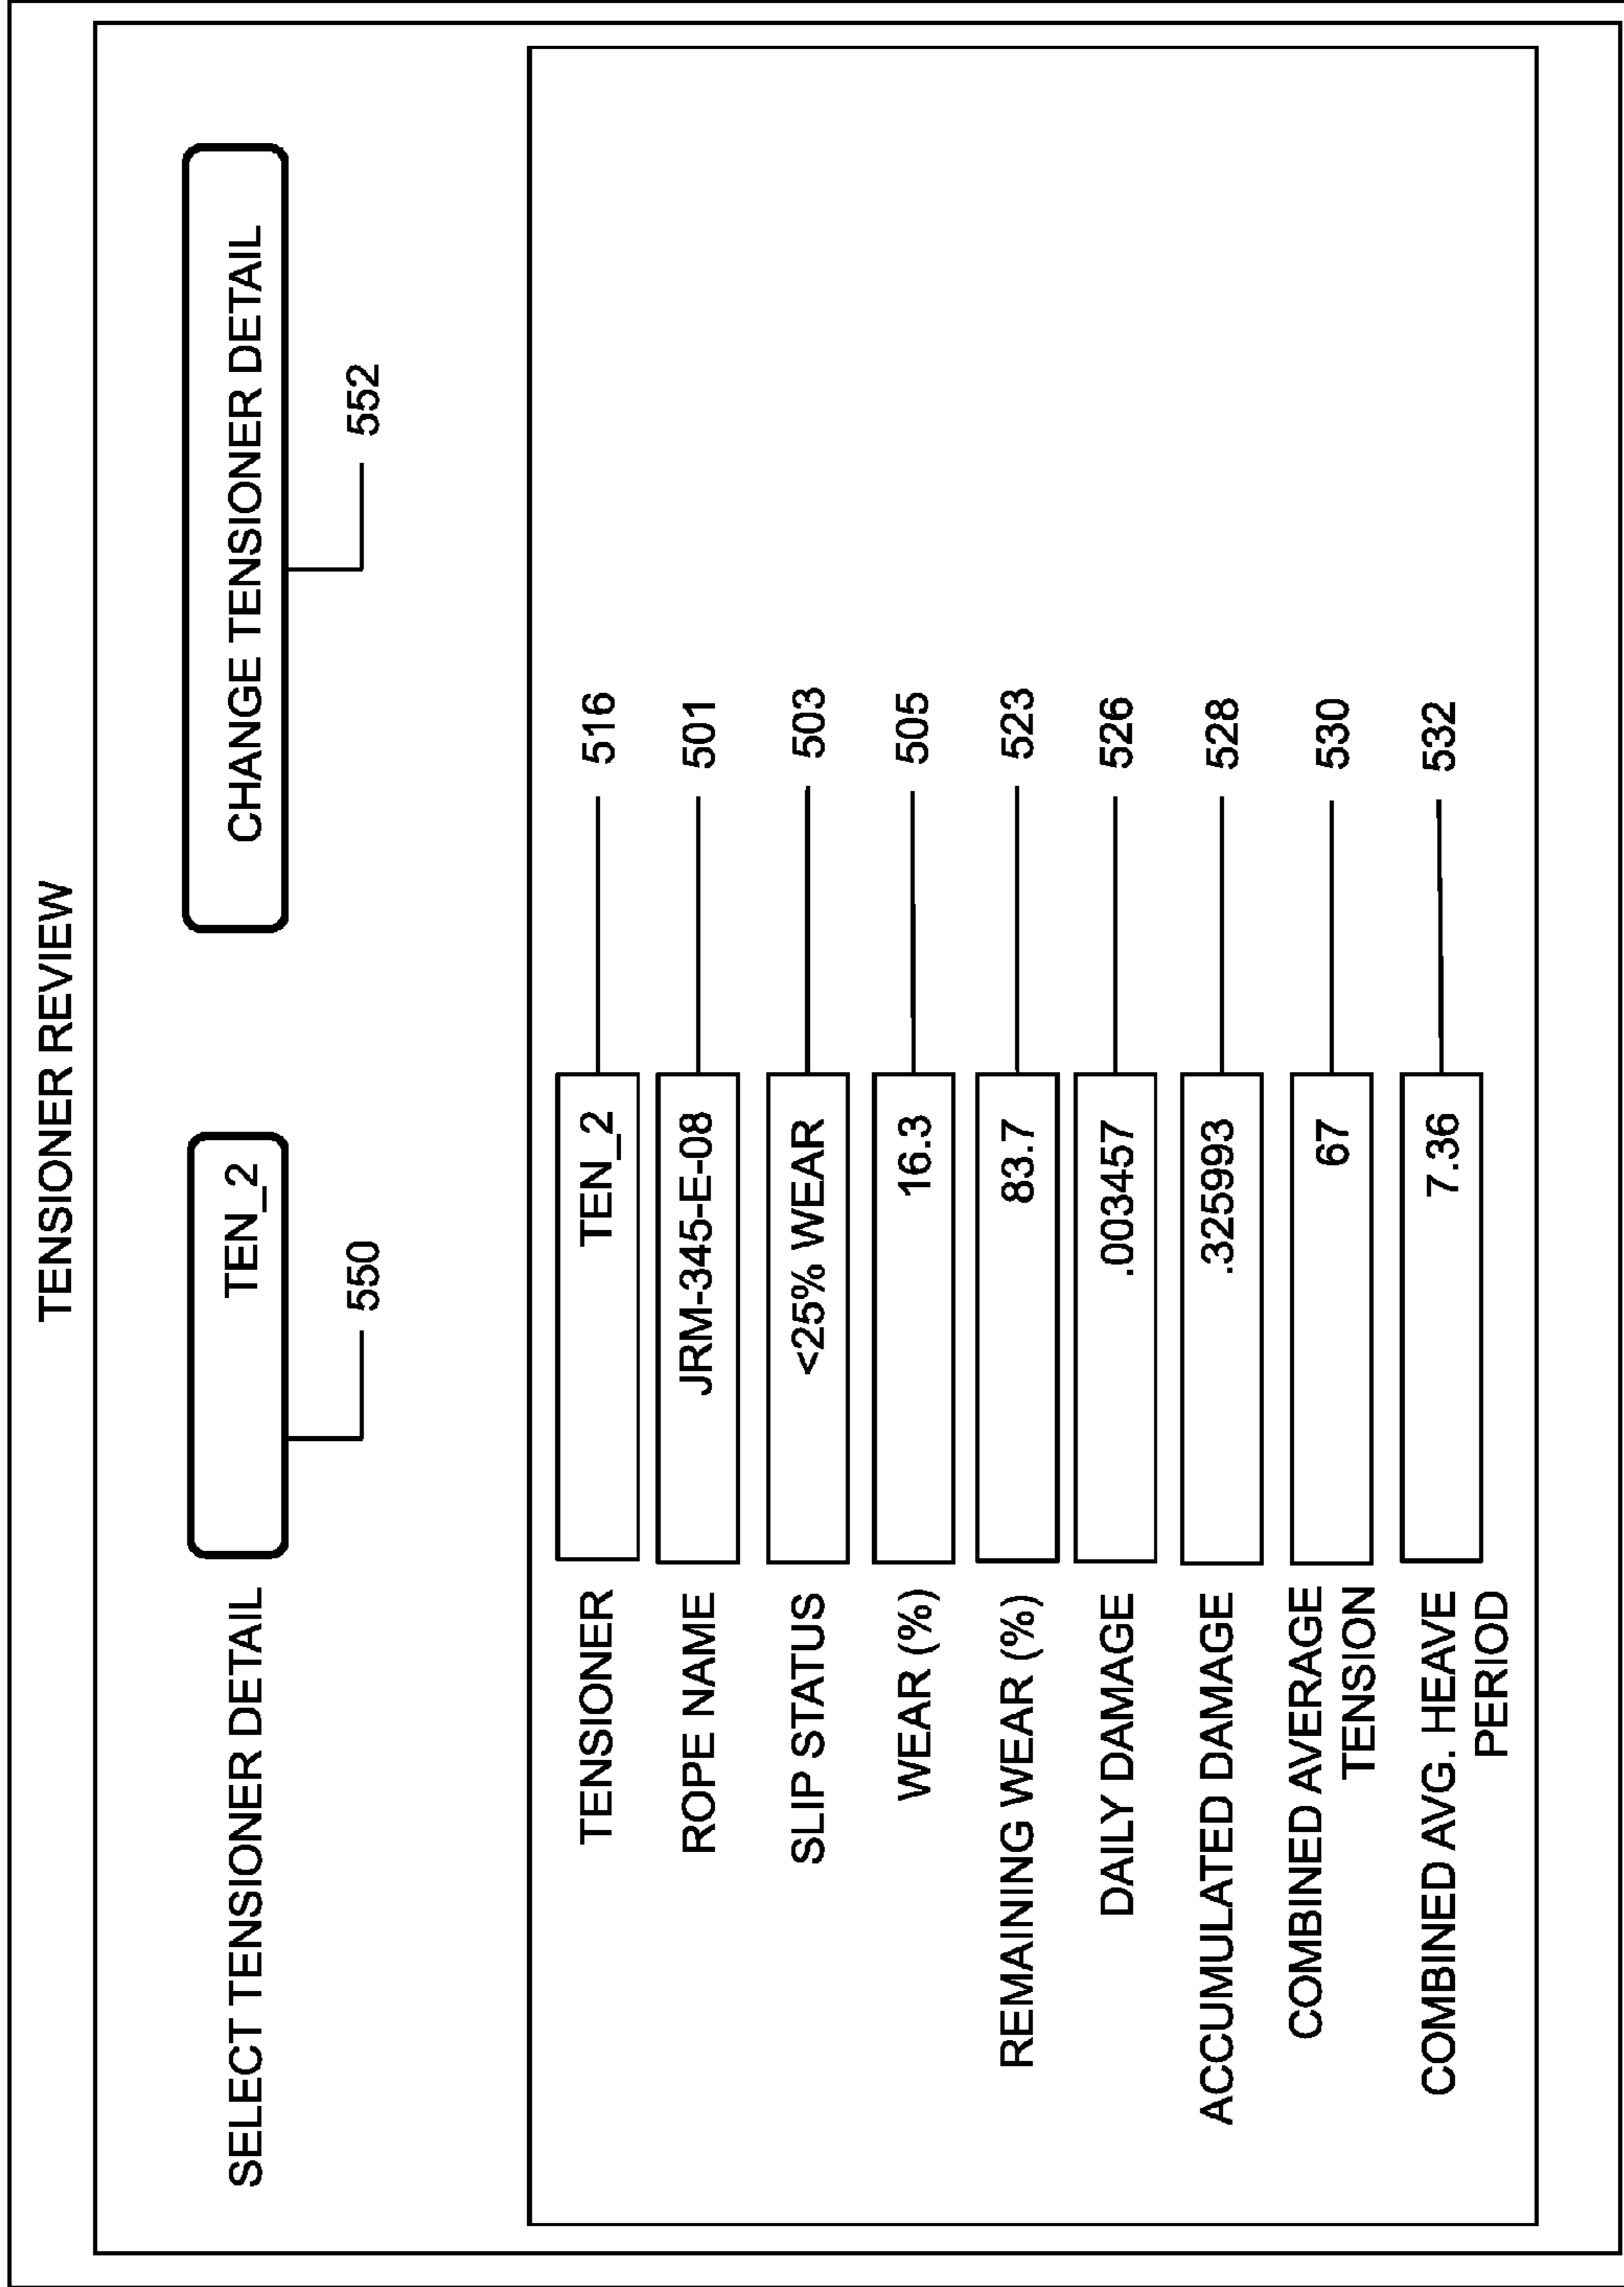 TENSIONER REVIEW
SELECT TENSIONER DETAIL
TEN_2
CHANGE TENSIONER DETAIL
550
552
TENSIONER
TEN_2
516
ROPE NAME
JRM-345-E-08
501
SLIP STATUS
<25% WEAR
503
WEAR (%)
16.3
505
REMAINING WEAR (%)
83.7
523
DAILY DAMAGE
.003457
526
ACCUMULATED DAMAGE
.325993
528
COMBINED AVERAGE
TENSION
67
530
COMBINED AVG. HEAVE
PERIOD
7.36
532